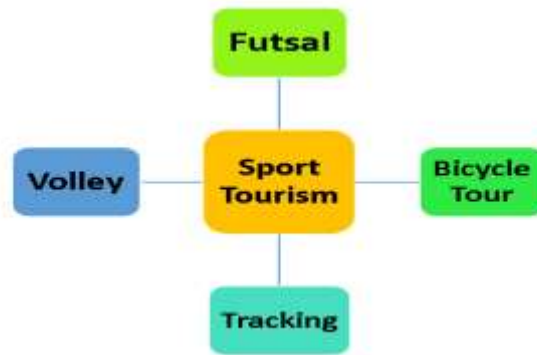 Futsal
Volley
Sport
Tourism
Bicycle
Tour
Tracking